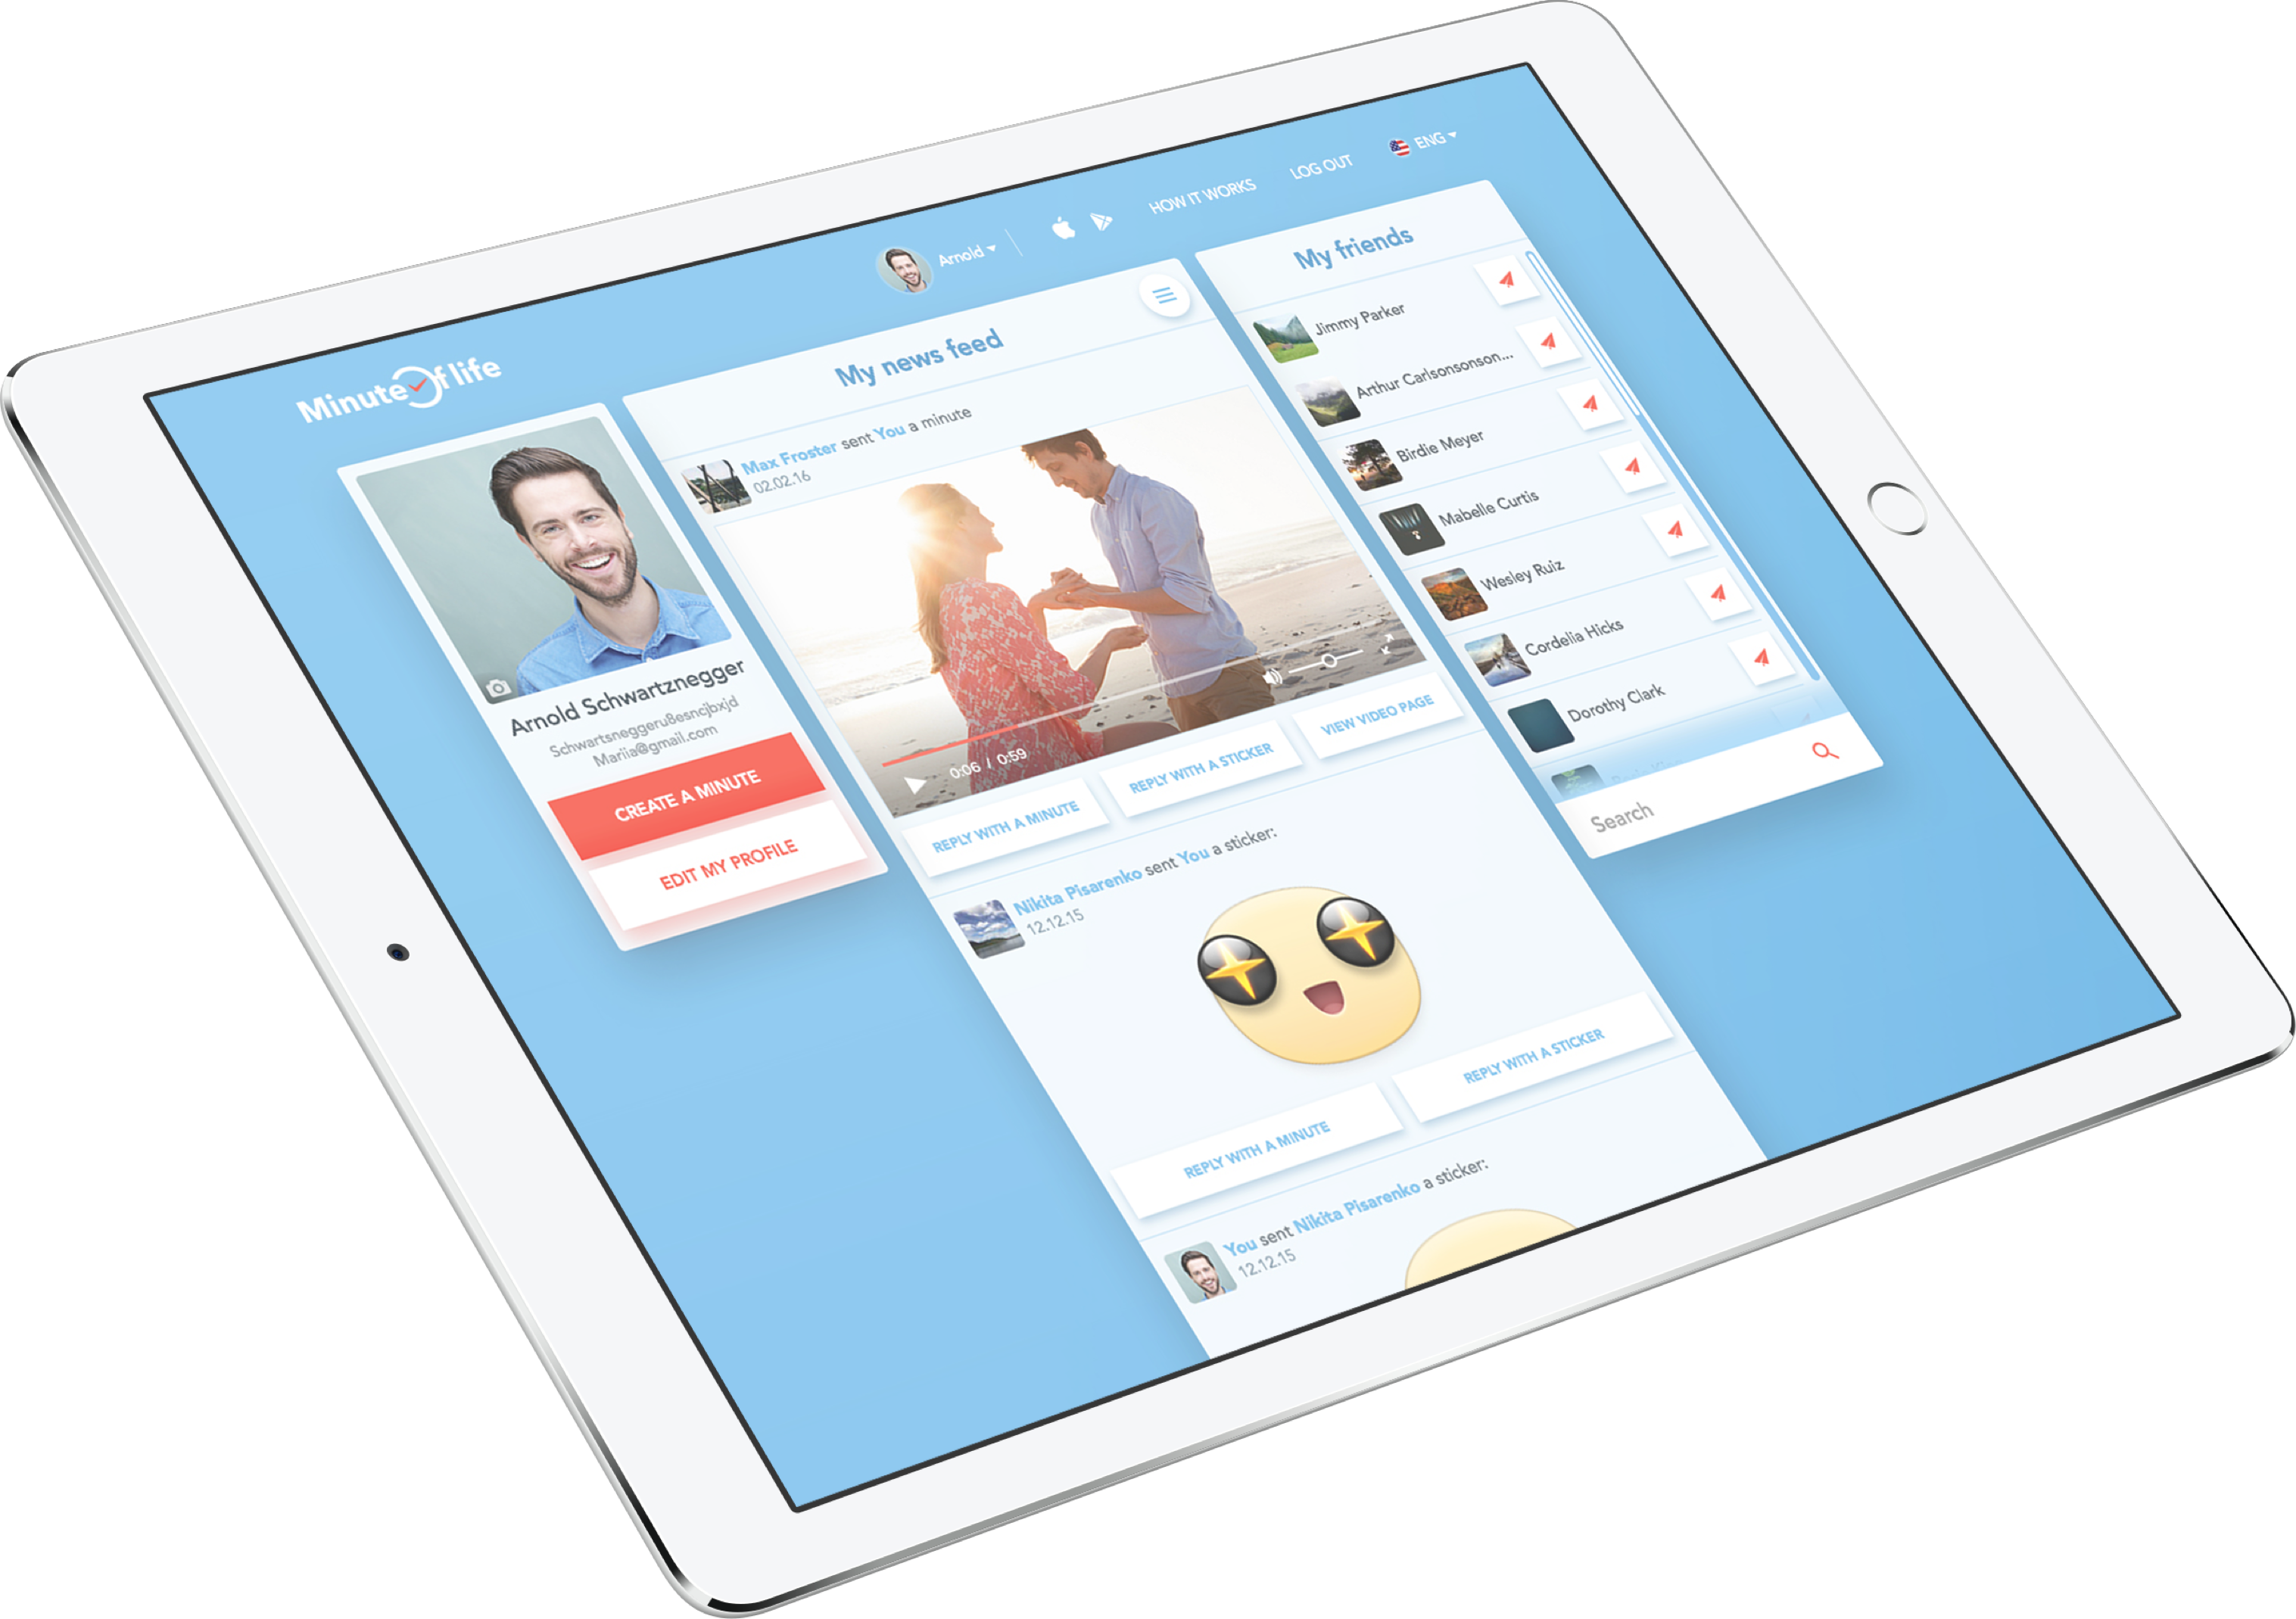 Minute of life
Arnold
HOW IT WORKS
LOG OUT
ENG
Arnold Schwartznegger
Schwartsneggeru8esncjbxjd
Mariia@gmail.com
CREATE A MINUTE
EDIT MY PROFILE
My news feed
Max Froster sent You a minute
02.02.16
0:06 / 0:59
REPLY WITH A MINUTE
REPLY WITH A STICKER
VIEW VIDEO PAGE
Nikita Pisarenko sent You a sticker:
12.12.15
REPLY WITH A MINUTE
REPLY WITH A STICKER
You sent Nikita Pisarenko a sticker:
12.12.15
My friends
Jimmy Parker
Arthur Carlsonsonson...
Birdie Meyer
Mabelle Curtis
Wesley Ruiz
Cordelia Hicks
Dorothy Clark
Search